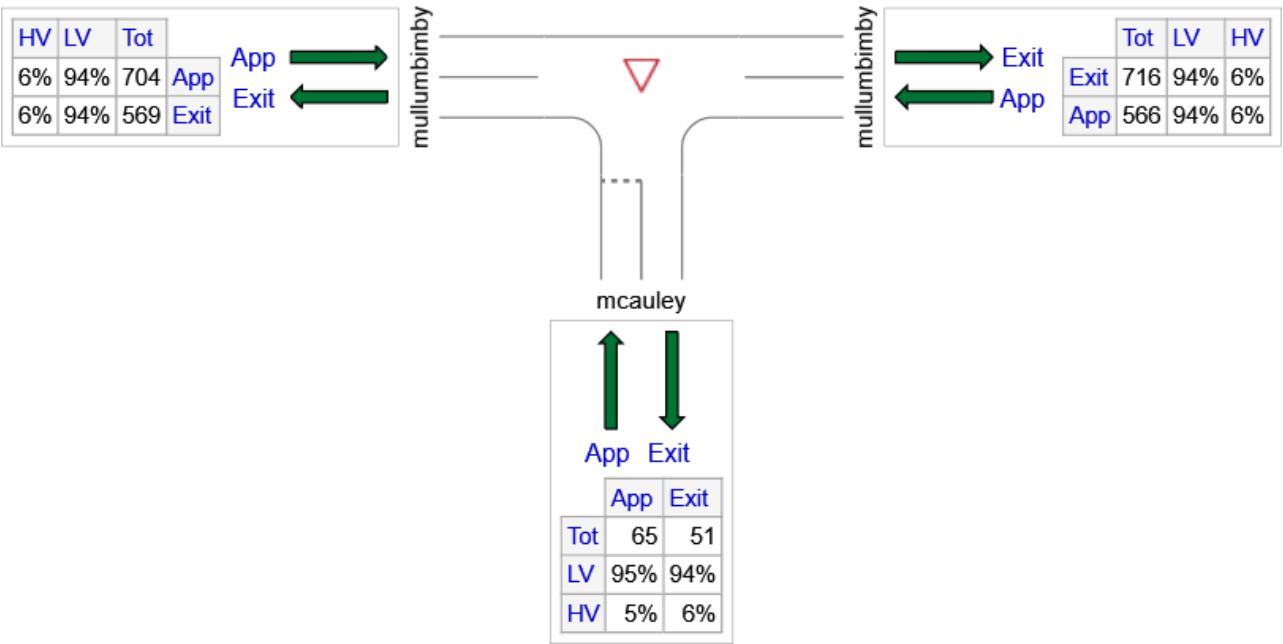 HV LV Tot
6% 94% 704 App
6% 94% 569 Exit
App
Exit
mullumbimby
mullumbimby
Exit
App
Tot LV HV
Exit 716 94% 6%
App 566 94% 6%
mcauley
App Exit
App Exit
Tot 65 51
LV 95% 94%
HV 5% 6%